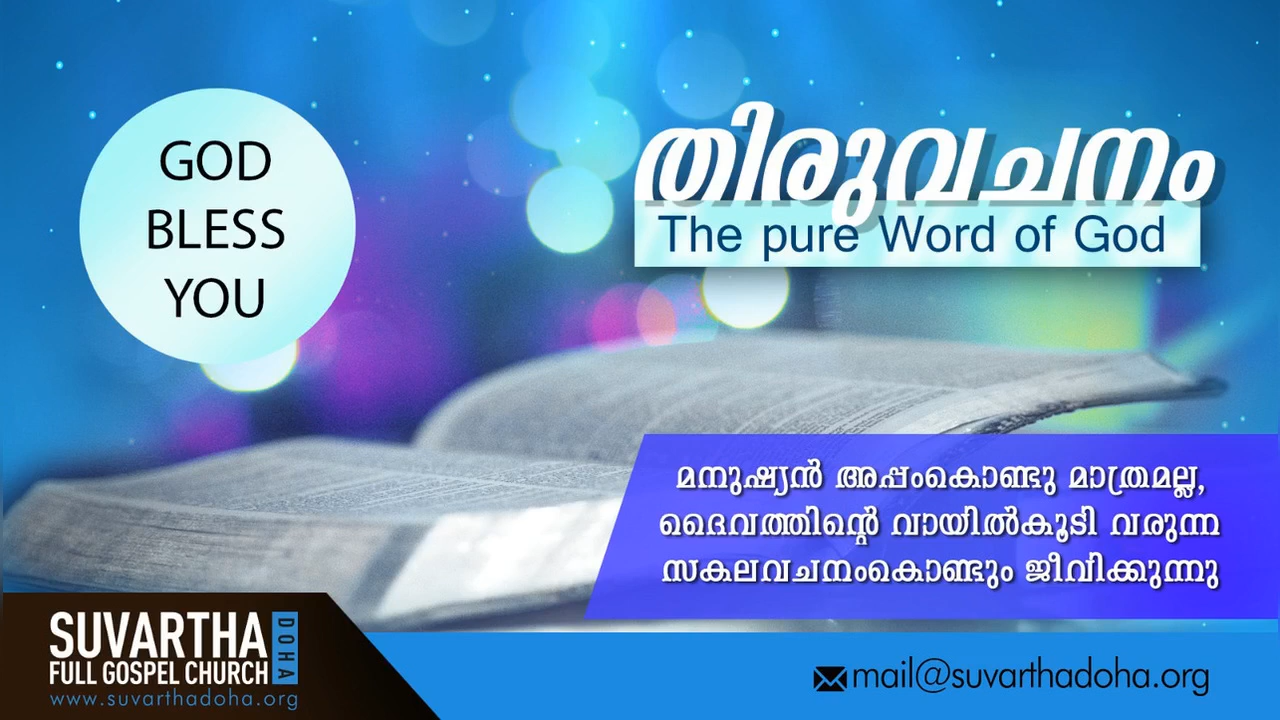 GOD
BLESS
YOU
തിരുവചനം
The pure Word of God
മനുഷ്യൻ അപ്പംകൊണ്ടു മാത്രമല്ല,
ദൈവത്തിന്റെ വായിൽകൂടി വരുന്ന
സകലവചനംകൊണ്ടും ജീവിക്കുന്നു
SUVARTHA DOHA
FULL GOSPEL CHURCH
www.suvarthadoha.org
mail@suvarthadoha.org